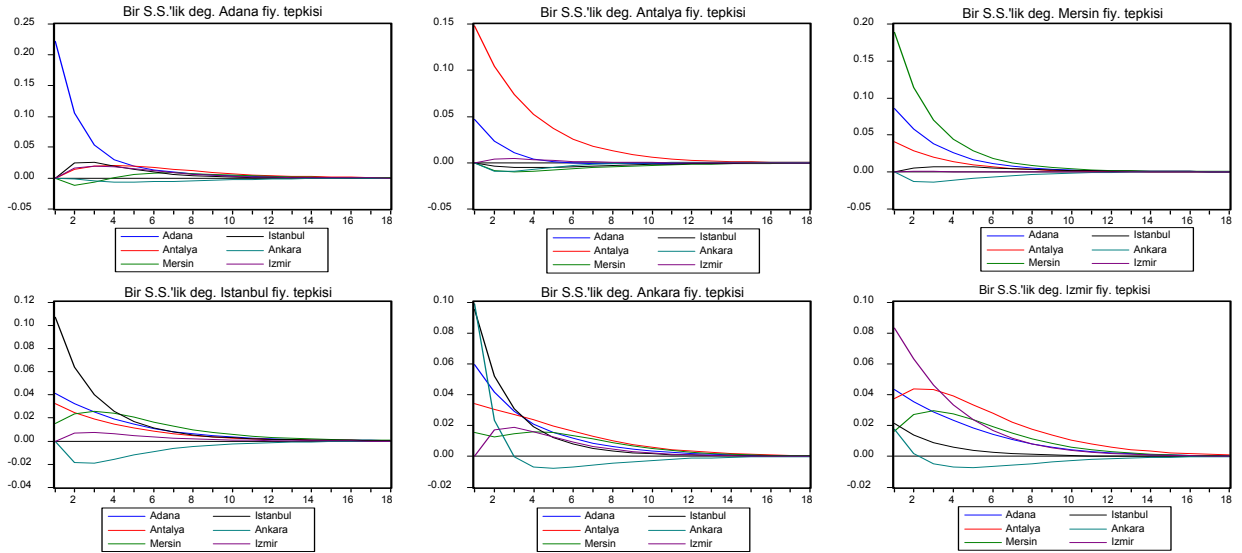 Bir S.S.'lik deg. Adana fiy. tepkisi
0.25
0.20
0.15
0.10
0.05
0.00
-0.05
2 4 6 8 10 12 14 16 18
Adana Istanbul
Antalya Ankara
Mersin Izmir
Bir S.S.'lik deg. Antalya fiy. tepkisi
0.15
0.10
0.05
0.00
-0.05
2 4 6 8 10 12 14 16 18
Adana Istanbul
Antalya Ankara
Mersin Izmir
Bir S.S.'lik deg. Mersin fiy. tepkisi
0.20
0.15
0.10
0.05
0.00
-0.05
2 4 6 8 10 12 14 16 18
Adana Istanbul
Antalya Ankara
Mersin Izmir
Bir S.S.'lik deg. Istanbul fiy. tepkisi
0.12
0.10
0.08
0.06
0.04
0.02
0.00
-0.02
-0.04
2 4 6 8 10 12 14 16 18
Adana Istanbul
Antalya Ankara
Mersin Izmir
Bir S.S.'lik deg. Ankara fiy. tepkisi
0.10
0.08
0.06
0.04
0.02
0.00
-0.02
2 4 6 8 10 12 14 16 18
Adana Istanbul
Antalya Ankara
Mersin Izmir
Bir S.S.'lik deg. Izmir fiy. tepkisi
0.10
0.08
0.06
0.04
0.02
0.00
-0.02
2 4 6 8 10 12 14 16 18
Adana Istanbul
Antalya Ankara
Mersin Izmir